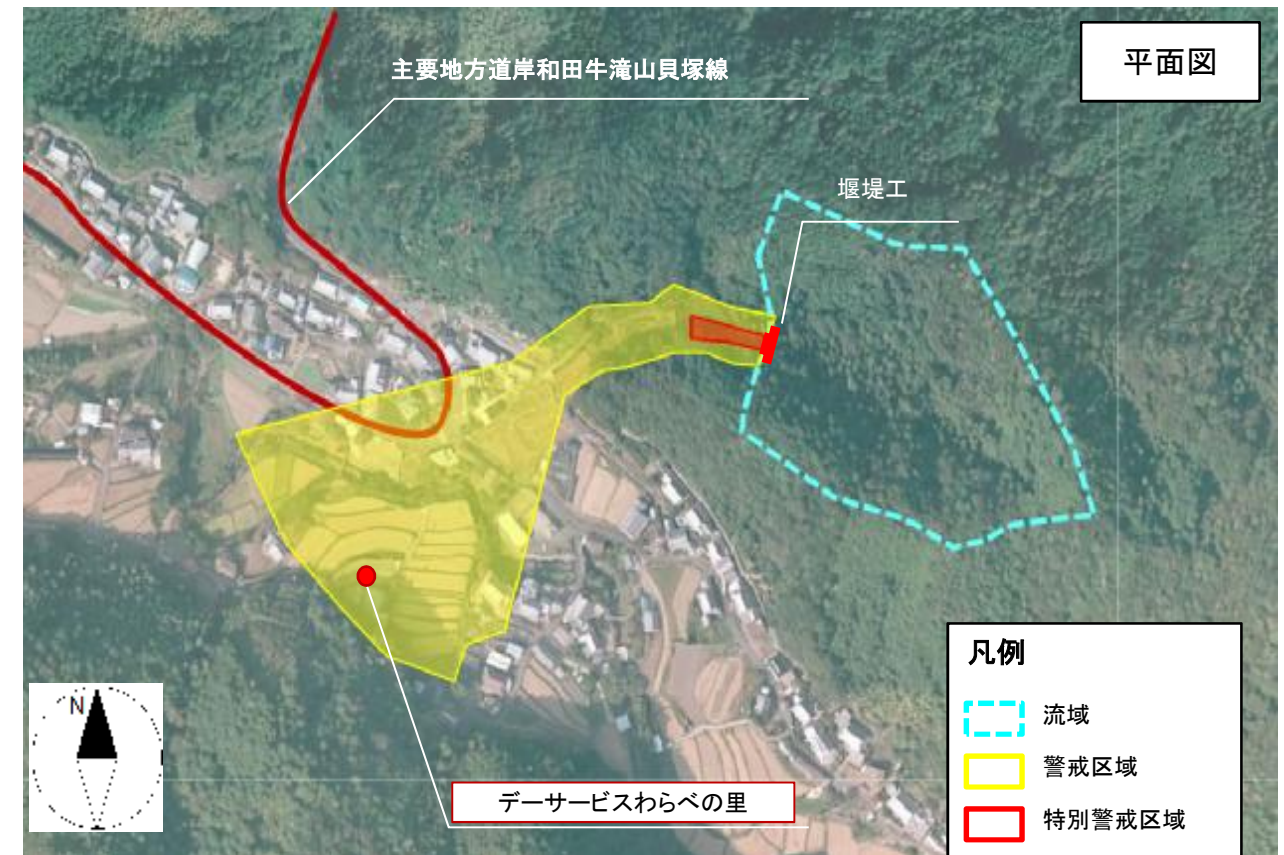 平面図
主要地方道岸和田牛滝山貝塚線
堰堤工
デーサービスわらべの里
N
凡例
流域
警戒区域
特別警戒区域